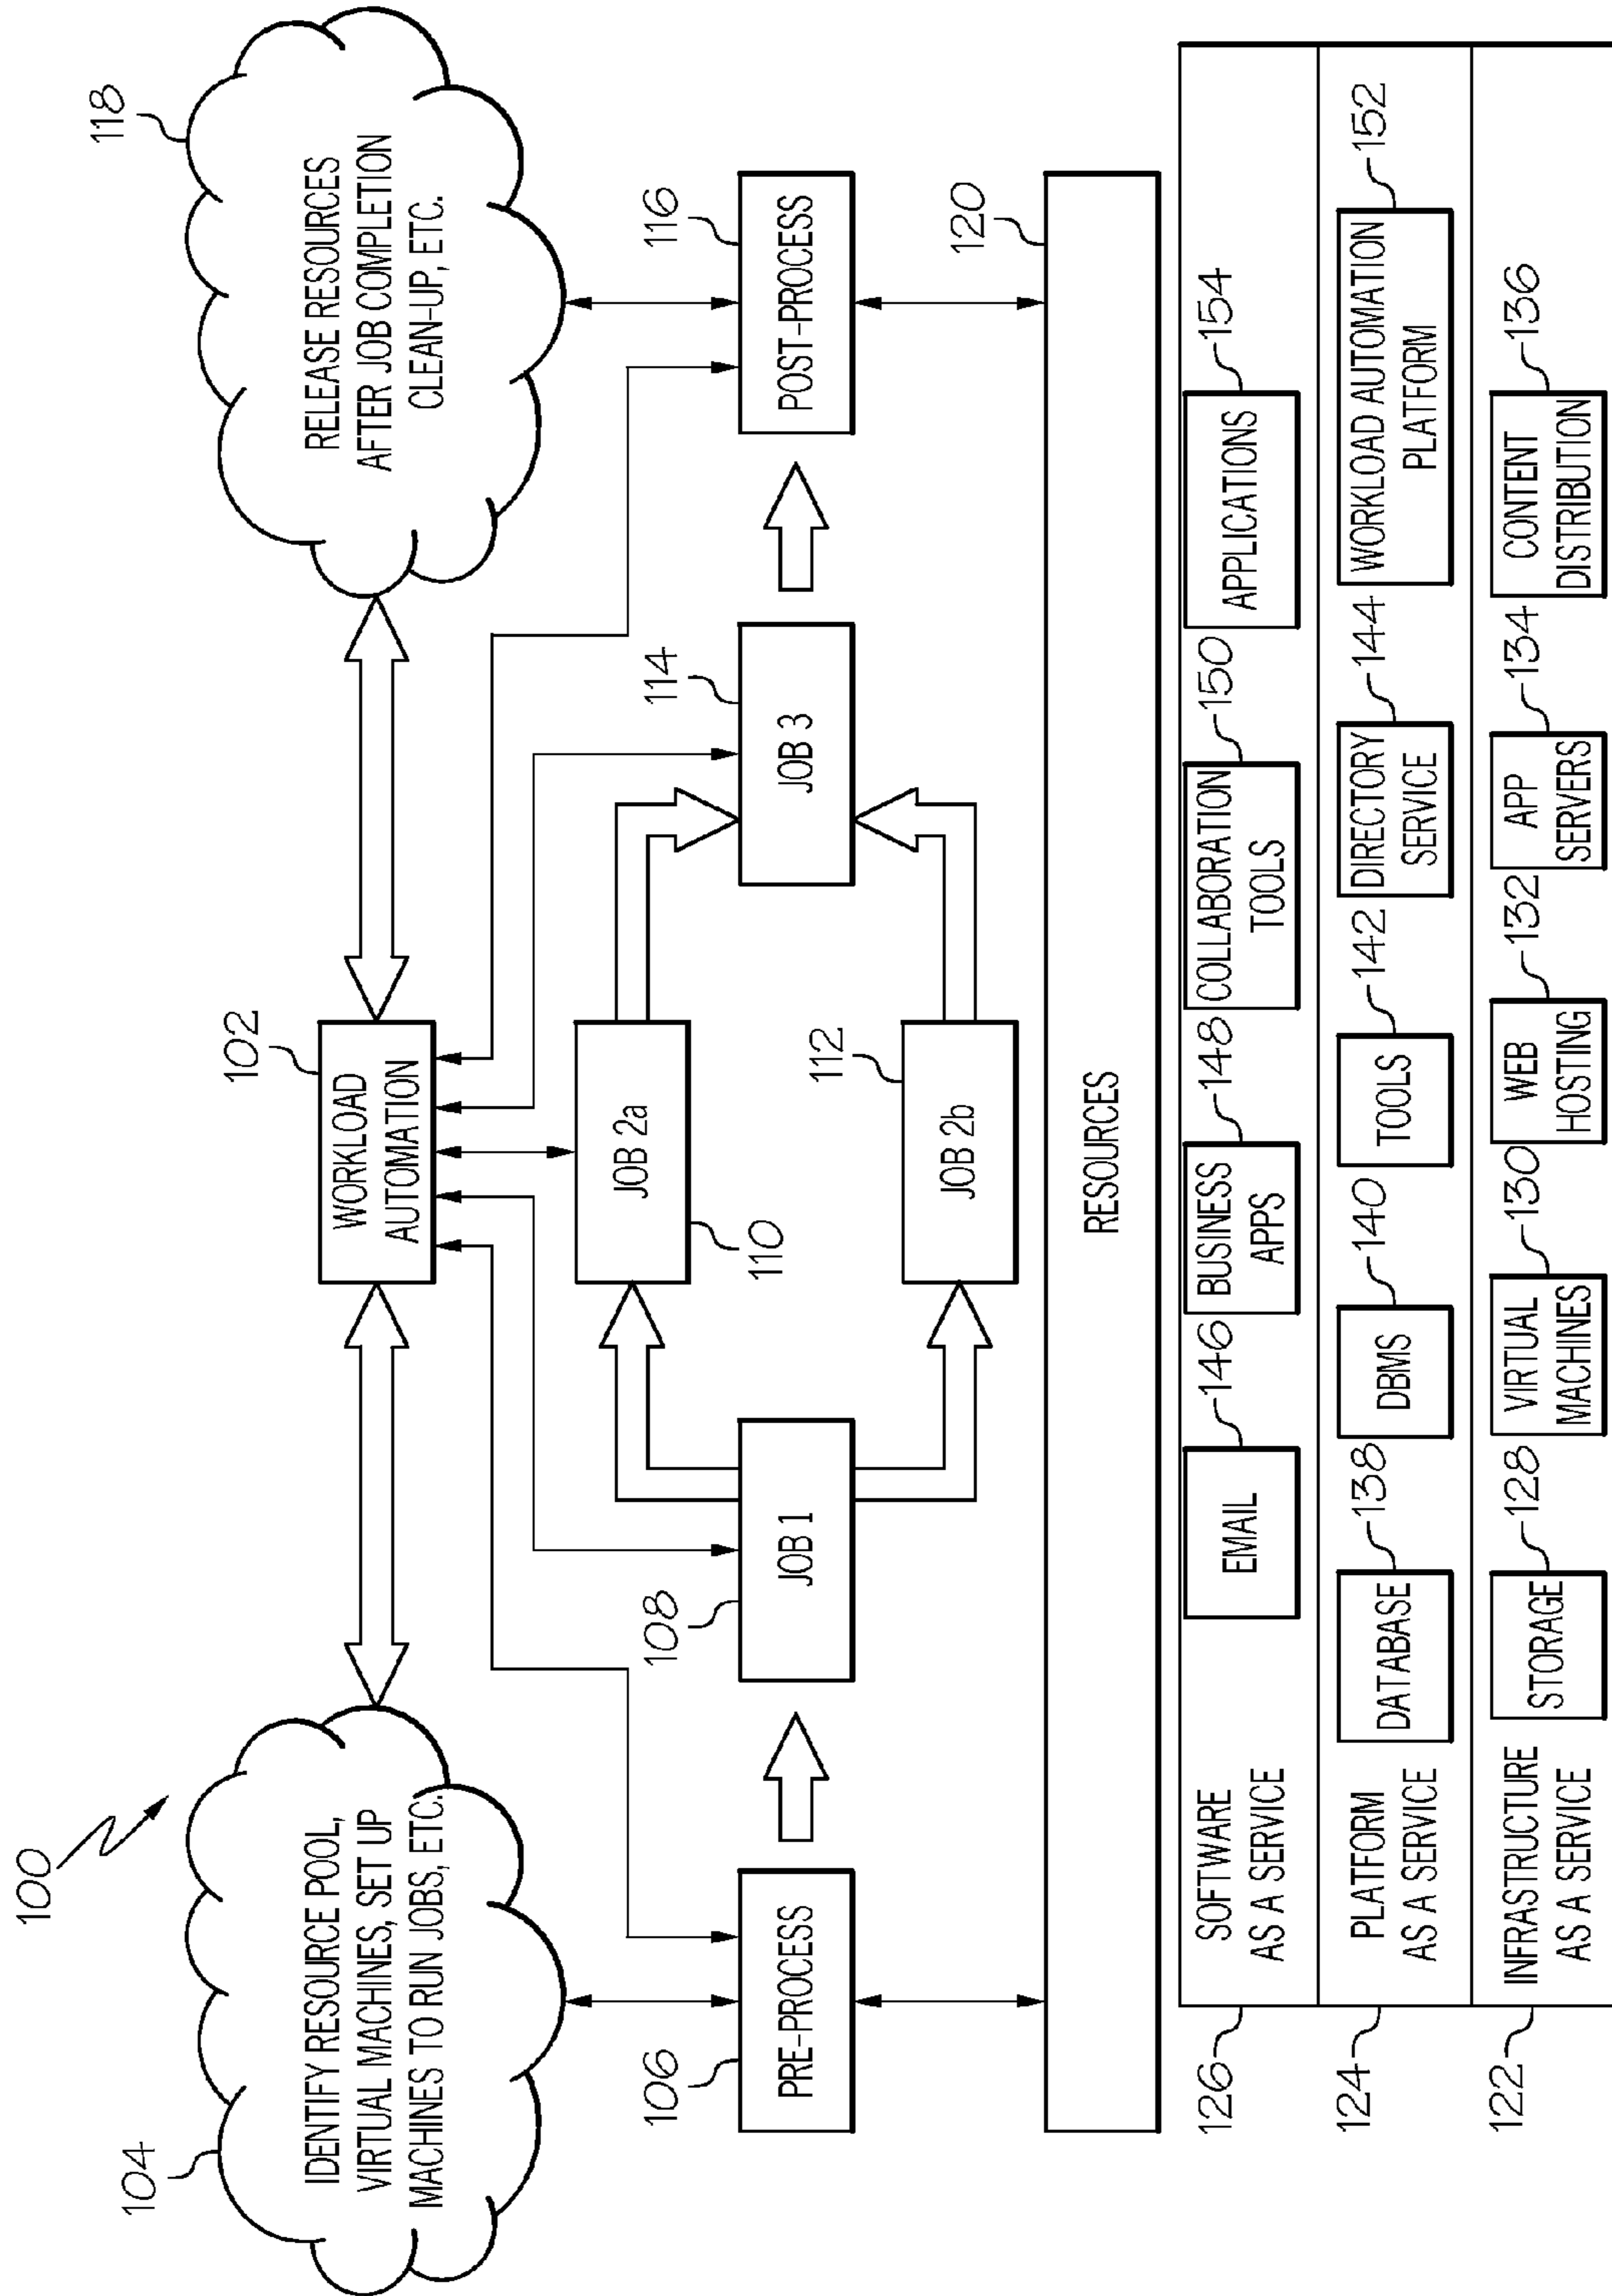 100
104
IDENTIFY RESOURCE POOL,
VIRTUAL MACHINES, SET UP
MACHINES TO RUN JOBS, ETC.
102
WORKLOAD
AUTOMATION
118
RELEASE RESOURCES
AFTER JOB COMPLETION
CLEAN-UP, ETC.
106
PRE-PROCESS
108
JOB 1
JOB 2a
110
112
JOB 2b
114
JOB 3
116
POST-PROCESS
120
RESOURCES
126
SOFTWARE
AS A SERVICE
EMAIL
146
BUSINESS
APPS
148
COLLABORATION
TOOLS
150
APPLICATIONS
154
124
PLATFORM
AS A SERVICE
DATABASE
138
DBMS
140
TOOLS
142
DIRECTORY
SERVICE
144
WORKLOAD AUTOMATION
PLATFORM
152
122
INFRASTRUCTURE
AS A SERVICE
STORAGE
128
VIRTUAL
MACHINES
130
WEB
HOSTING
132
APP
SERVERS
134
CONTENT
DISTRIBUTION
136